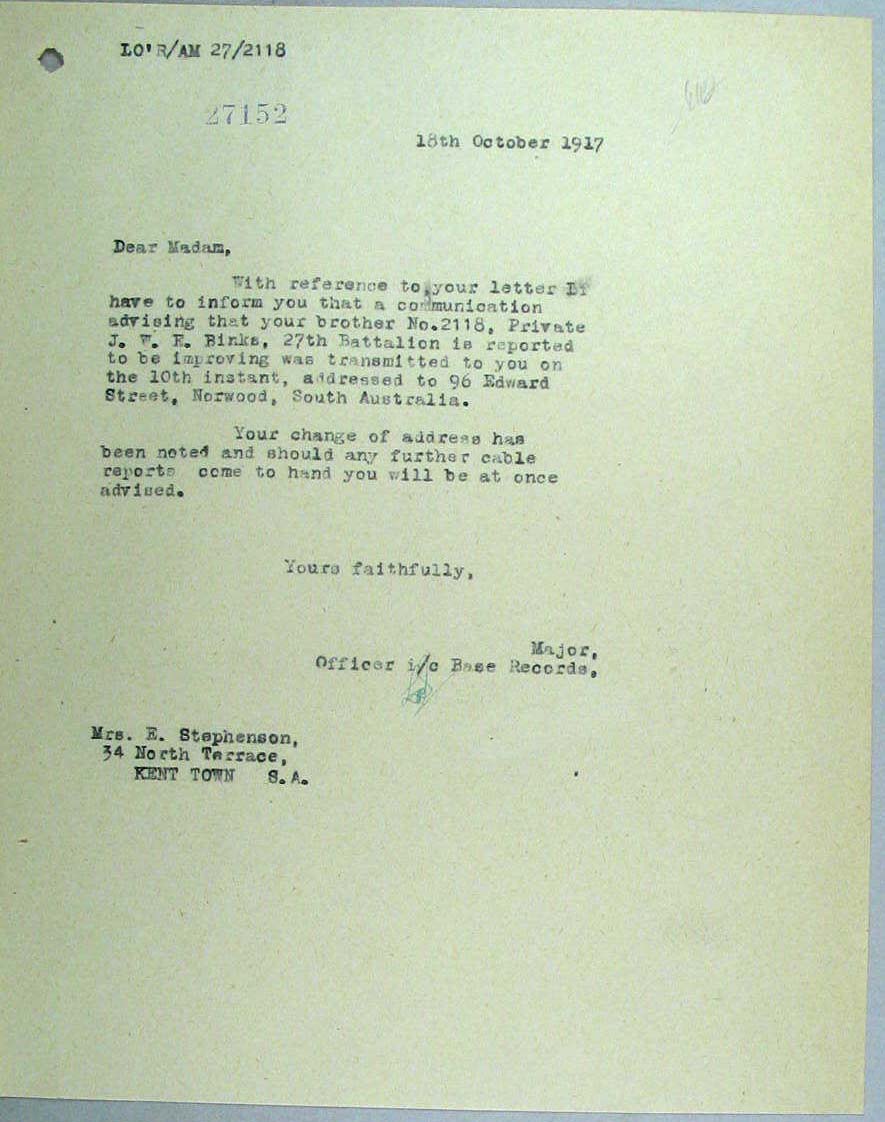 LO'R/AM 27/2118
27152
18th October 1917
Dear Madam,
With reference to your letter I
have to inform you that a communication
advising that your brother No.2118, Private
J. W. E. Binks, 27th Battalion is reported
to be improving was transmitted to you on
the 10th instant, addressed to 96 Edward
Street, Norwood, South Australia.
Your change of address has
been noted and should any further cable
reports come to hand you will be at once
advised.
Yours faithfully,
Major,
Officer i/c Base Records.
Mrs. E. Stephenson,
34 North Terrace,
KENT TOWN S.A.